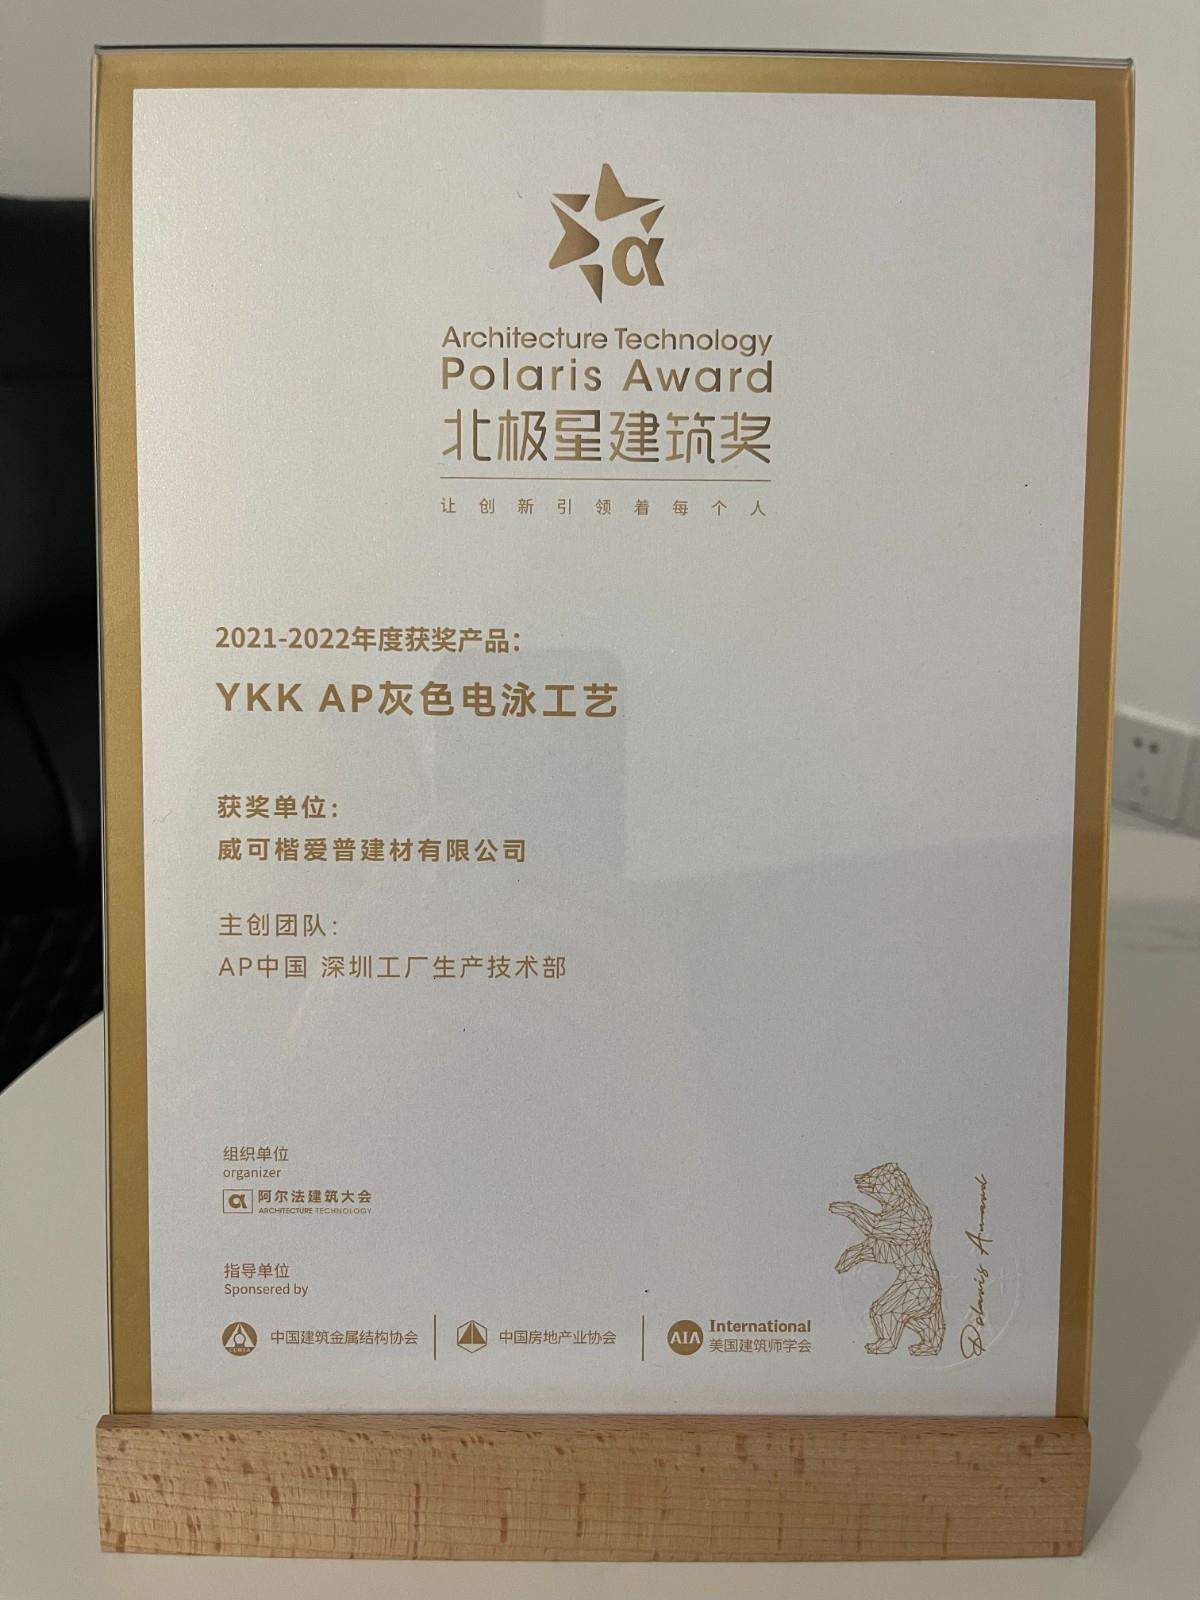 α
Architecture Technology
Polaris Award
北极星建筑奖
让创新引领着每个人
2021-2022年度获奖产品：
YKK AP灰色电泳工艺
获奖单位：
威可楷爱普建材有限公司
主创团队：
AP中国 深圳工厂生产技术部
组织单位
organizer
α 阿尔法建筑大会
ARCHITECTURE TECHNOLOGY
指导单位
Sponsered by
中国建筑金属结构协会
中国房地产业协会
AIA International
美国建筑师学会
Polaris Award